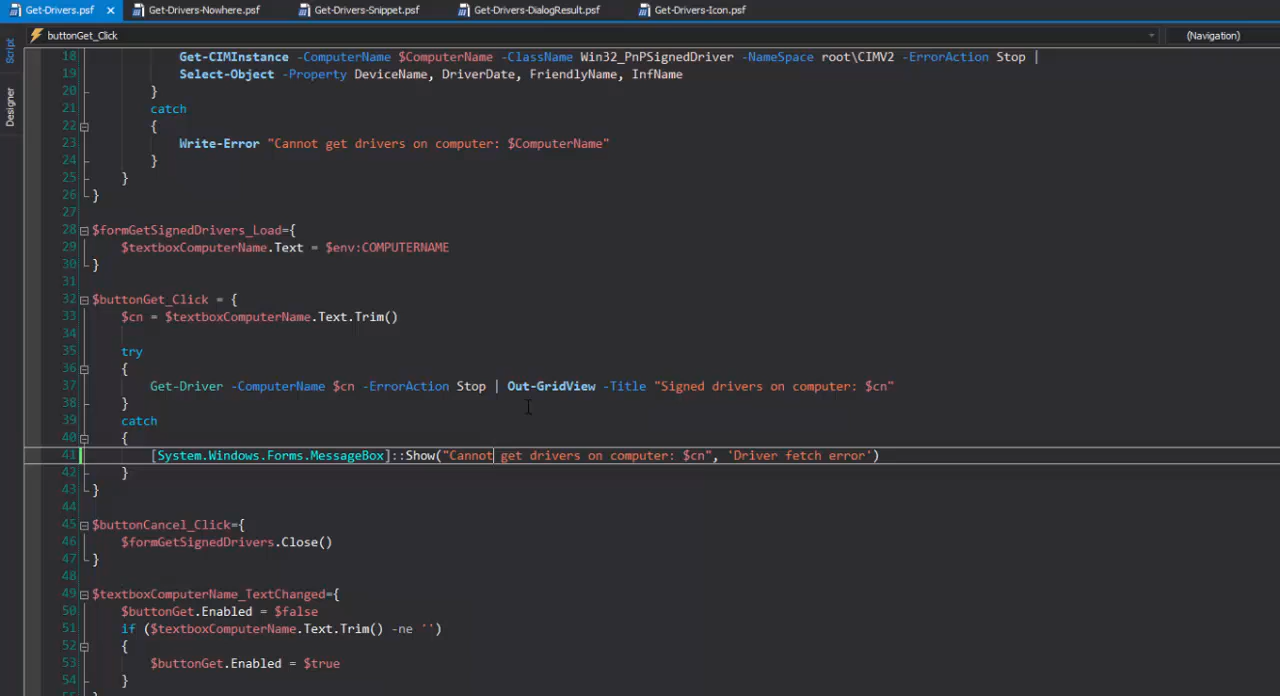 Get-Drivers.psf × Get-Drivers-Nowhere.psf Get-Drivers-Snippet.psf Get-Drivers-DialogResult.psf Get-Drivers-Icon.psf
Script
Designer
buttonGet_Click (Navigation)
18 Get-CIMInstance -ComputerName $ComputerName -ClassName Win32_PnPSignedDriver -NameSpace root\CIMV2 -ErrorAction Stop |
19 Select-Object -Property DeviceName, DriverDate, FriendlyName, InfName
20 }
21 catch
22 {
23 Write-Error "Cannot get drivers on computer: $ComputerName"
24 }
25 }
26 }
27
28 $formGetSignedDrivers_Load={
29 $textboxComputerName.Text = $env:COMPUTERNAME
30 }
31
32 $buttonGet_Click = {
33 $cn = $textboxComputerName.Text.Trim()
34
35 try
36 {
37 Get-Driver -ComputerName $cn -ErrorAction Stop | Out-GridView -Title "Signed drivers on computer: $cn"
38 }
39 catch
40 {
41 [System.Windows.Forms.MessageBox]::Show("Cannot get drivers on computer: $cn", 'Driver fetch error')
42 }
43 }
44
45 $buttonCancel_Click={
46 $formGetSignedDrivers.Close()
47 }
48
49 $textboxComputerName_TextChanged={
50 $buttonGet.Enabled = $false
51 if ($textboxComputerName.Text.Trim() -ne '')
52 {
53 $buttonGet.Enabled = $true
54 }